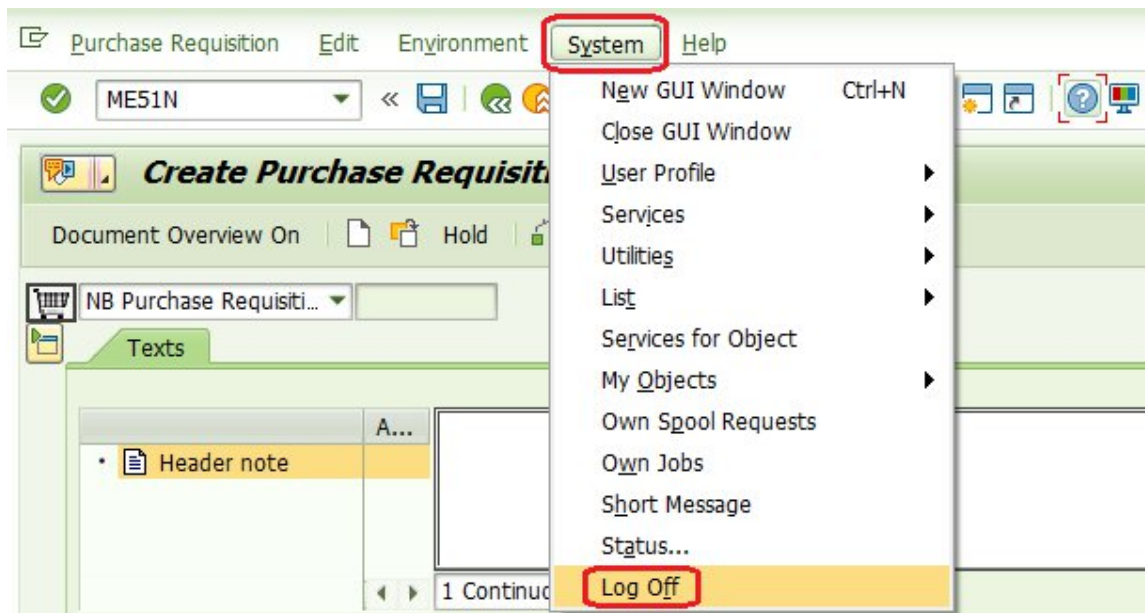 Purchase Requisition Edit Environment System Help
ME51N
New GUI Window Ctrl+N
Close GUI Window
Create Purchase Requisiti
User Profile
Services
Document Overview On Hold
Utilities
List
NB Purchase Requisiti...
Services for Object
Texts
My Objects
Own Spool Requests
A...
Header note
Own Jobs
Short Message
Status...
Log Off
1 Continuo